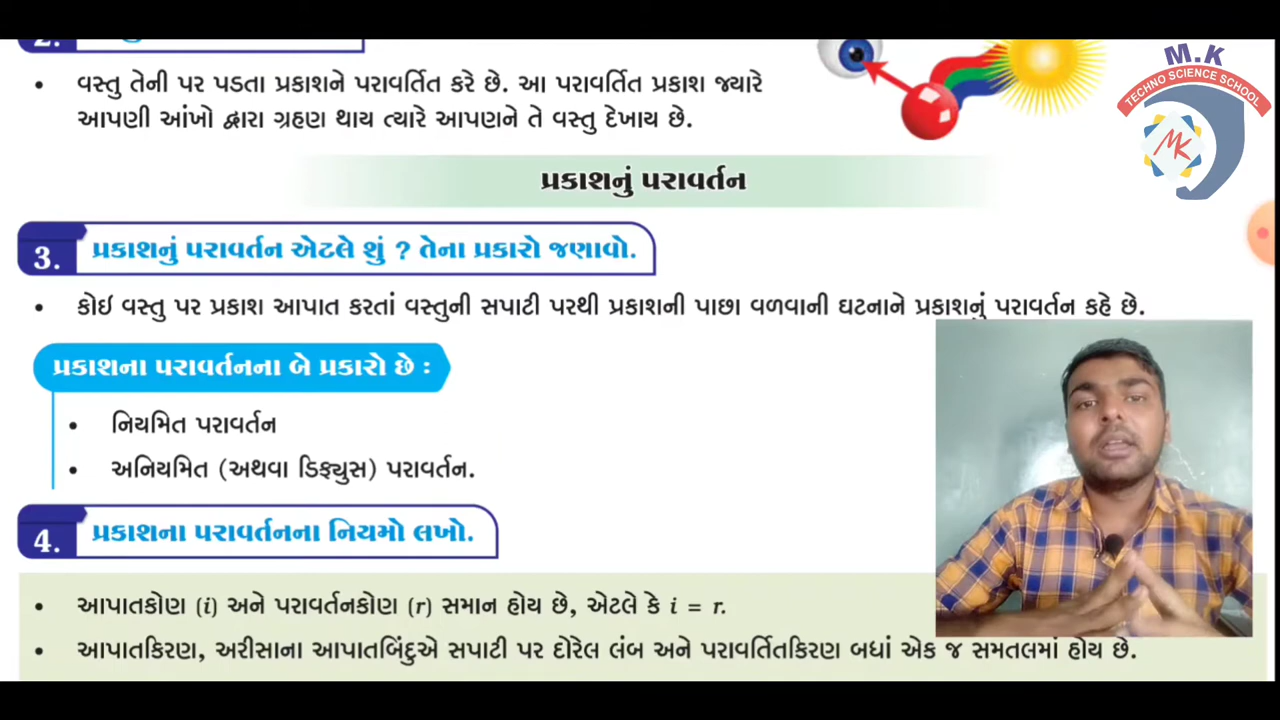 2.
વસ્તુ તેની પર પડતા પ્રકાશને પરાવર્તિત કરે છે. આ પરાવર્તિત પ્રકાશ જ્યારે
આપણી આંખો દ્વારા ગ્રહણ થાય ત્યારે આપણને તે વસ્તુ દેખાય છે.
M.K
TECHNO SCIENCE SCHOOL
MK
પ્રકાશનું પરાવર્તન
3. પ્રકાશનું પરાવર્તન એટલે શું ? તેના પ્રકારો જણાવો.
કોઇ વસ્તુ પર પ્રકાશ આપાત કરતાં વસ્તુની સપાટી પરથી પ્રકાશની પાછા વળવાની ઘટનાને પ્રકાશનું પરાવર્તન કહે છે.
પ્રકાશના પરાવર્તનના બે પ્રકારો છે :
નિયમિત પરાવર્તન
અનિયમિત (અથવા ડિફ્યુસ) પરાવર્તન.
4. પ્રકાશના પરાવર્તનના નિયમો લખો.
આપાતકોણ (i) અને પરાવર્તનકોણ (r) સમાન હોય છે, એટલે કે i = r.
આપાતકિરણ, અરીસાના આપાતબિંદુએ સપાટી પર દોરેલ લંબ અને પરાવર્તિતકિરણ બધાં એક જ સમતલમાં હોય છે.